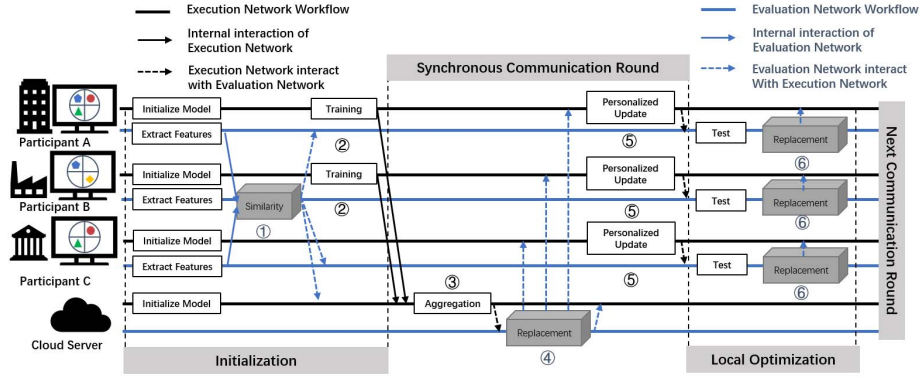 Execution Network Workflow
Internal interaction of
Execution Network
Execution Network interact
with Evaluation Network
Evaluation Network Workflow
Internal interaction of
Evaluation Network
Evaluation Network interact
With Execution Network
Synchronous Communication Round
Participant A
Initialize Model
Training
Personalized
Update
Extract Features
②
⑤
Test
Replacement
⑥
Participant B
Initialize Model
Training
Personalized
Update
Extract Features
Similarity
①
②
⑤
Test
Replacement
⑥
Participant C
Initialize Model
Personalized
Update
Extract Features
⑤
Test
Replacement
⑥
Cloud Server
Initialize Model
③
Aggregation
Replacement
④
Next Communication Round
Initialization
Local Optimization